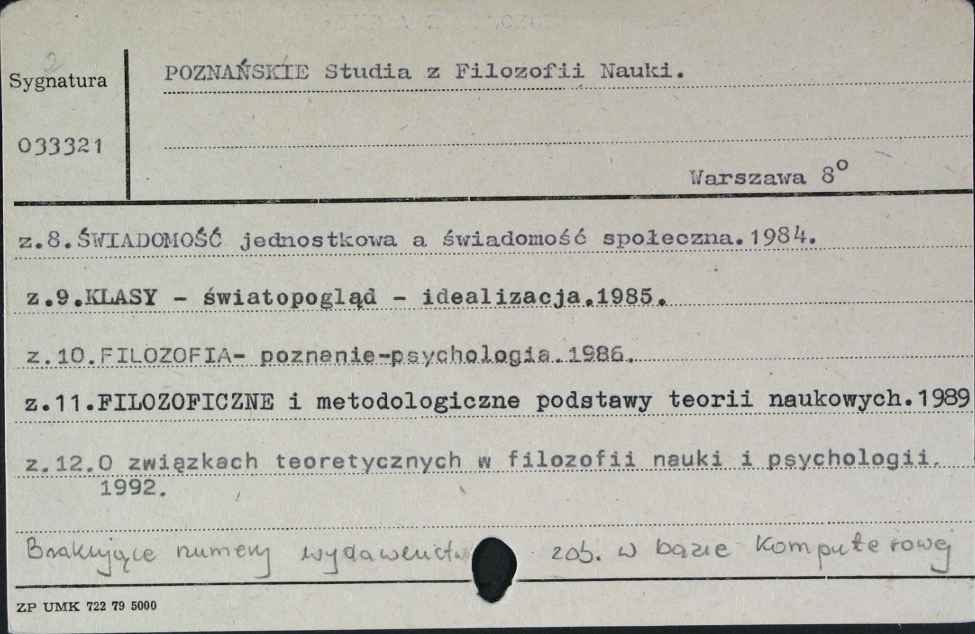 2
Sygnatura
POZNAŃSKIE Studia z Filozofii Nauki.
033321
Warszawa 8°
z.8.ŚWIADOMOŚĆ jednostkowa a świadomość społeczna.1984.
z.9.KLASY - światopogląd - idealizacja.1985.
z.10.FILOZOFIA- poznanie-psychologia.1986.
z.11.FILOZOFICZNE i metodologiczne podstawy teorii naukowych.1989
z.12.O związkach teoretycznych w filozofii nauki i psychologii.
1992.
Brakujące numery wydawnictw zob. w bazie komputerowej
ZP UMK 722 79 5000